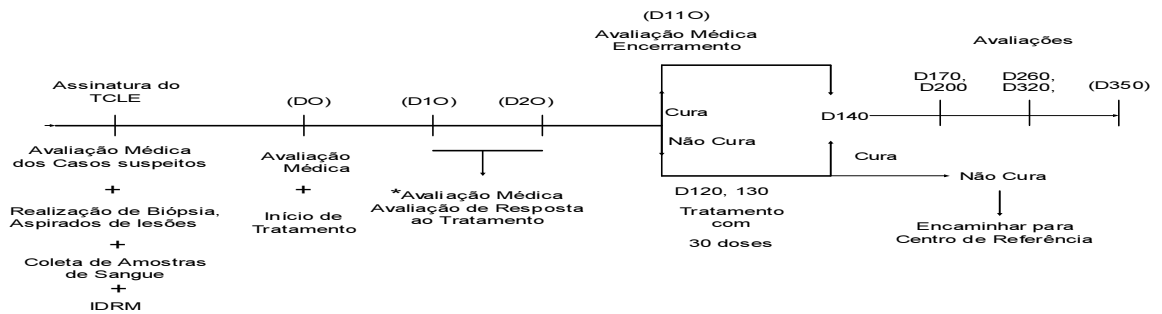 (D11O)
Avaliação Médica
Encerramento
Avaliações
Assinatura do
TCLE
(DO)
(D1O)
(D2O)
Cura
Não Cura
D140
D170,
D200
D260,
D320,
(D350)
Avaliação Médica
dos Casos suspeitos
+
Realização de Biópsia,
Aspirados de lesões
+
Coleta de Amostras
de Sangue
+
IDRM
Avaliação
Médica
+
Início de
Tratamento
*Avaliação Médica
Avaliação de Resposta
ao Tratamento
D120, 130
Tratamento
com
30 doses
Cura
Não Cura
Encaminhar para
Centro de Referência